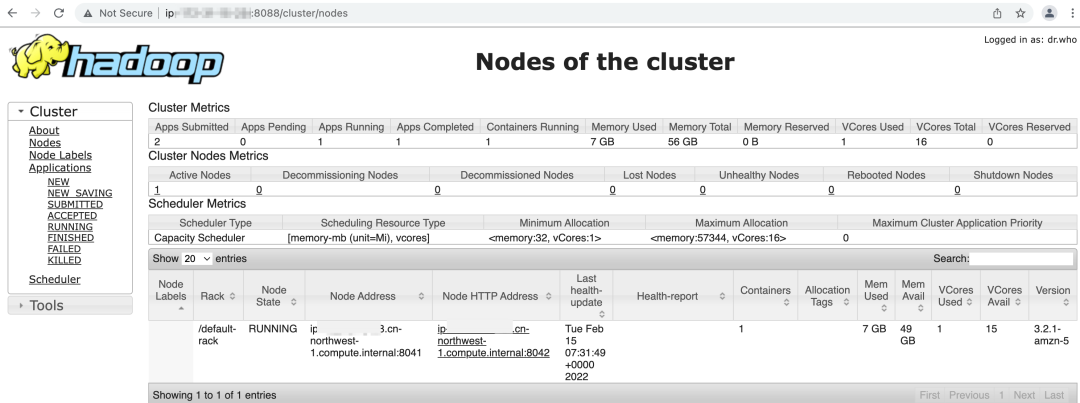 Not Secure | ip- :8088/cluster/nodes
hadoop
Nodes of the cluster
Logged in as: dr.who
Cluster
About
Nodes
Node Labels
Applications
NEW
NEW_SAVING
SUBMITTED
ACCEPTED
RUNNING
FINISHED
FAILED
KILLED
Scheduler
Tools
Cluster Metrics
Apps Submitted Apps Pending Apps Running Apps Completed Containers Running Memory Used Memory Total Memory Reserved VCores Used VCores Total VCores Reserved
2 0 1 1 1 7 GB 56 GB 0 B 1 16 0
Cluster Nodes Metrics
Active Nodes Decommissioning Nodes Decommissioned Nodes Lost Nodes Unhealthy Nodes Rebooted Nodes Shutdown Nodes
1 0 0 0 0 0 0
Scheduler Metrics
Scheduler Type Scheduling Resource Type Minimum Allocation Maximum Allocation Maximum Cluster Application Priority
Capacity Scheduler [memory-mb (unit=Mi), vcores] <memory:32, vCores:1> <memory:57344, vCores:16> 0
Show 20 entries Search:
Node Labels Rack Node State Node Address Node HTTP Address Last health-update Health-report Containers Allocation Tags Mem Used Mem Avail VCores Used VCores Avail Version
/default- RUNNING ip .cn- ip- .cn- Tue Feb 1 7 GB 49 1 15 3.2.1-
rack northwest- northwest- 15 GB amzn-5
1.compute.internal:8041 1.compute.internal:8042 07:31:49
+0000
2022
Showing 1 to 1 of 1 entries First Previous 1 Next Last